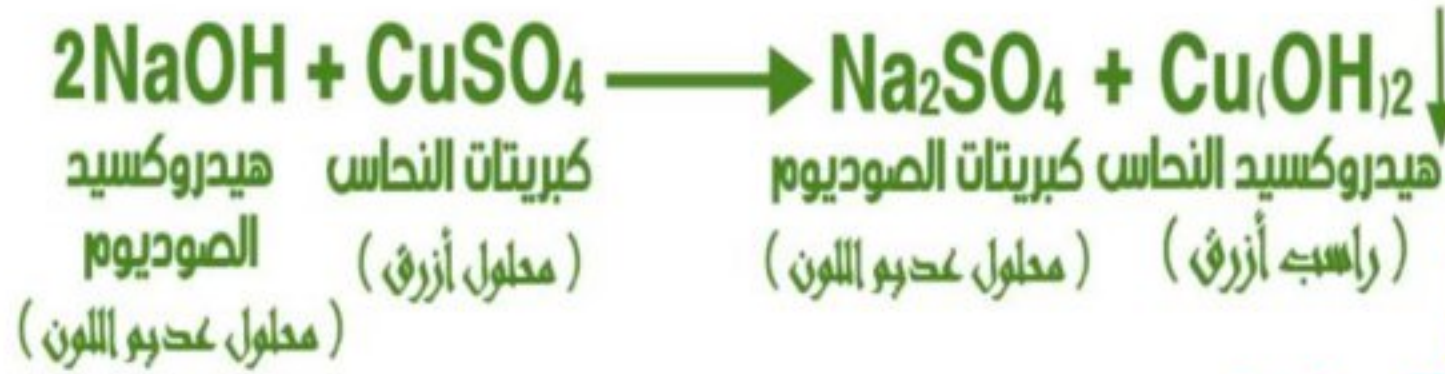 2NaOH + CuSO₄ ⟶ Na₂SO₄ + Cu(OH)₂ ↓
هيدروكسيد الصوديوم
كبريتات النحاس
كبريتات الصوديوم
هيدروكسيد النحاس
( محلول عديم اللون )
( محلول أزرق )
( محلول عديم اللون )
( راسب أزرق )